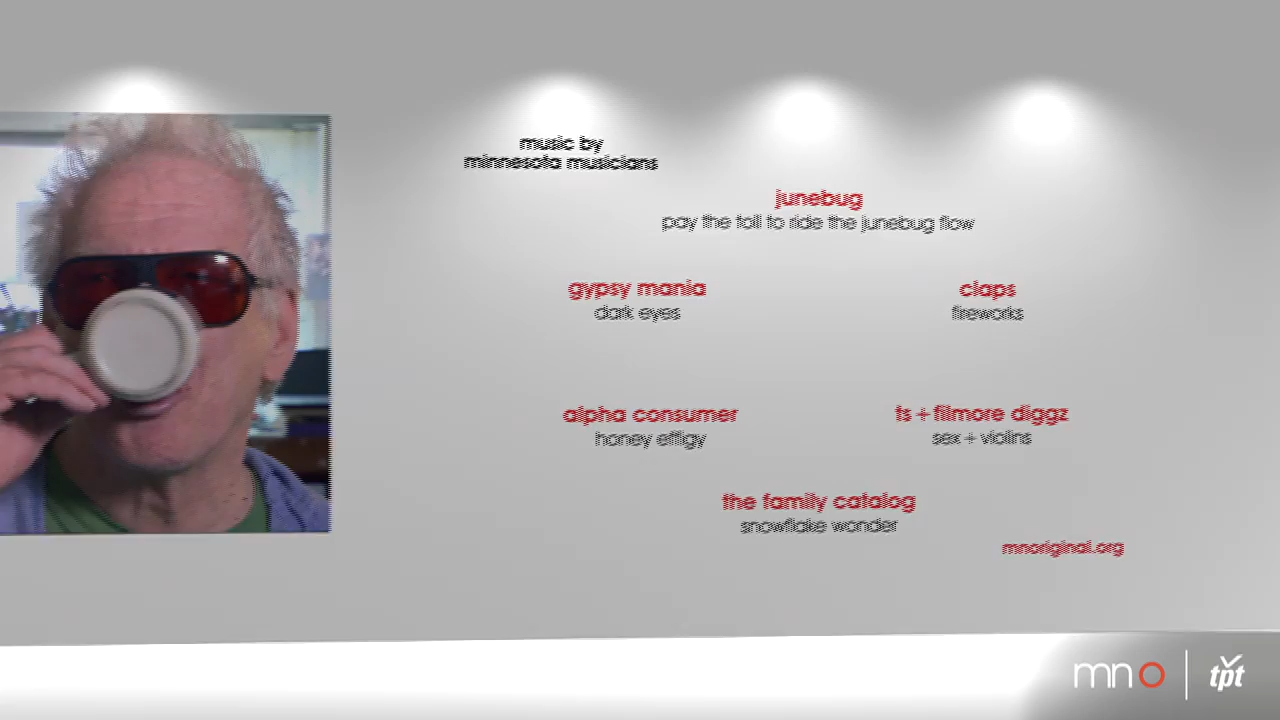 music by
minnesota musicians
junebug
pay the toll to ride the junebug flow
gypsy mania
dark eyes
claps
fireworks
alpha consumer
honey effigy
ts + filmore diggz
sex + violins
the family catalog
snowflake wonder
mnoriginal.org
mn o
tpt